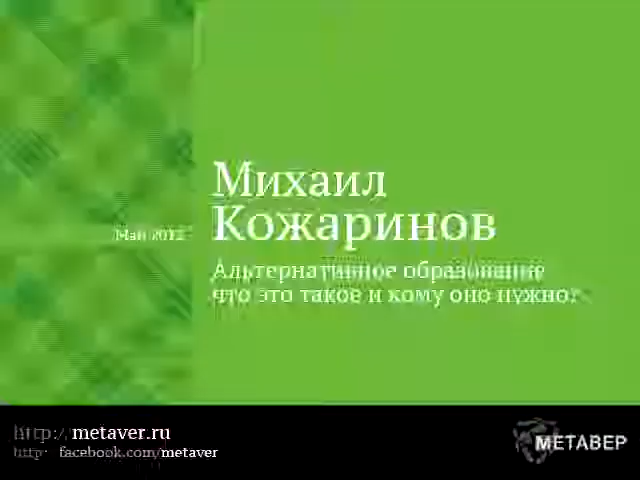 Михаил
Кожаринов
Май 2012
Альтернативное образование
что это такое и кому оно нужно?
http://metaver.ru
http://facebook.com/metaver
МЕТАВЕР